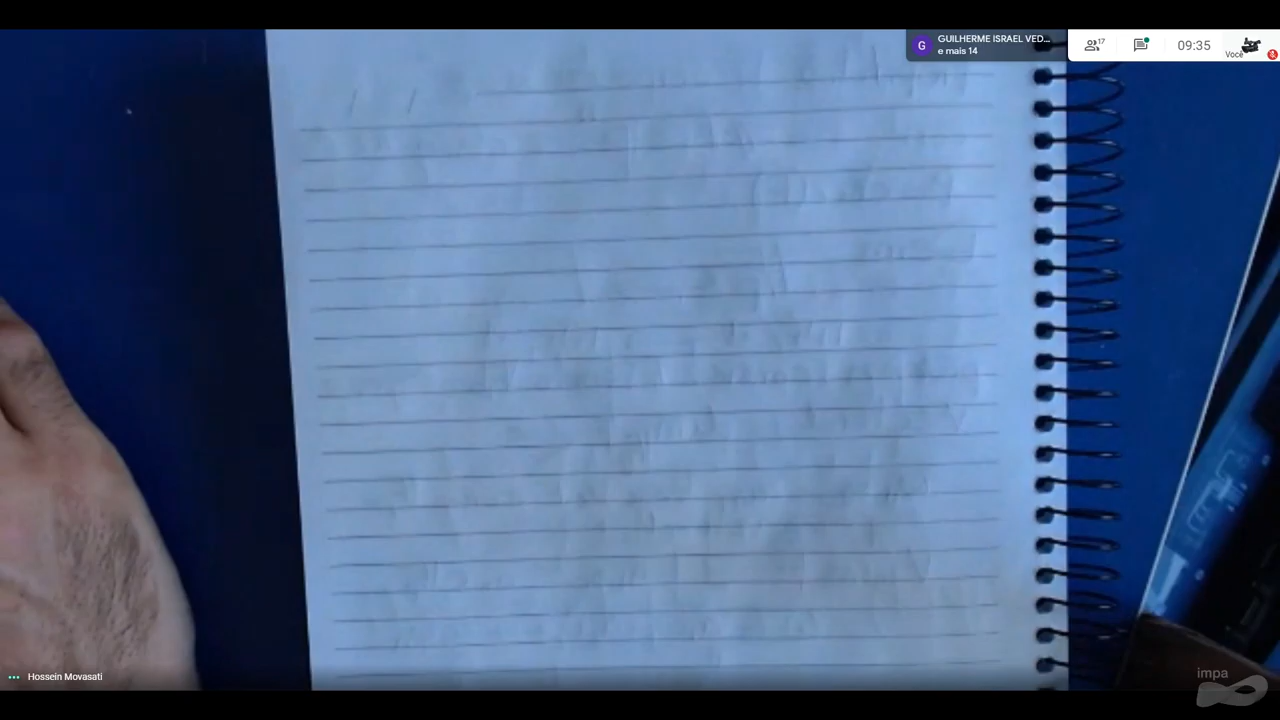 GUILHERME ISRAEL VED...
e mais 14
G
17
09:35
Você
Hossein Movasati
impa